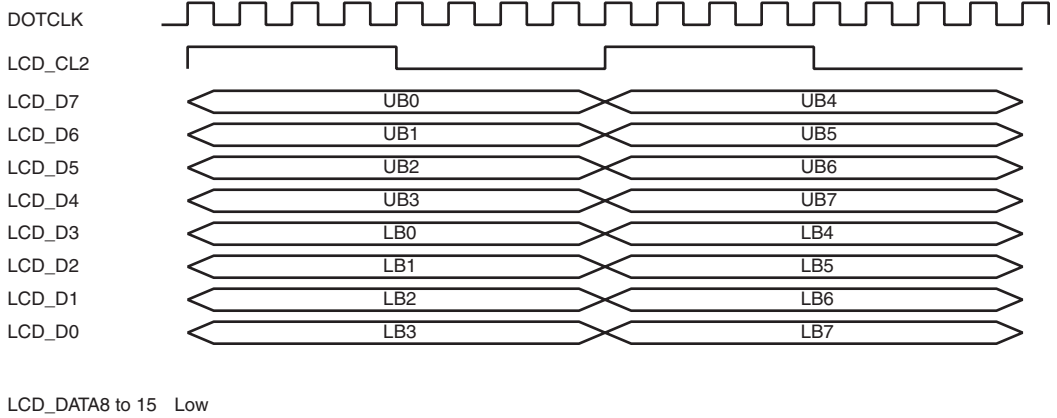 DOTCLK
LCD_CL2
LCD_D7 UB0 UB4
LCD_D6 UB1 UB5
LCD_D5 UB2 UB6
LCD_D4 UB3 UB7
LCD_D3 LB0 LB4
LCD_D2 LB1 LB5
LCD_D1 LB2 LB6
LCD_D0 LB3 LB7
LCD_DATA8 to 15 Low